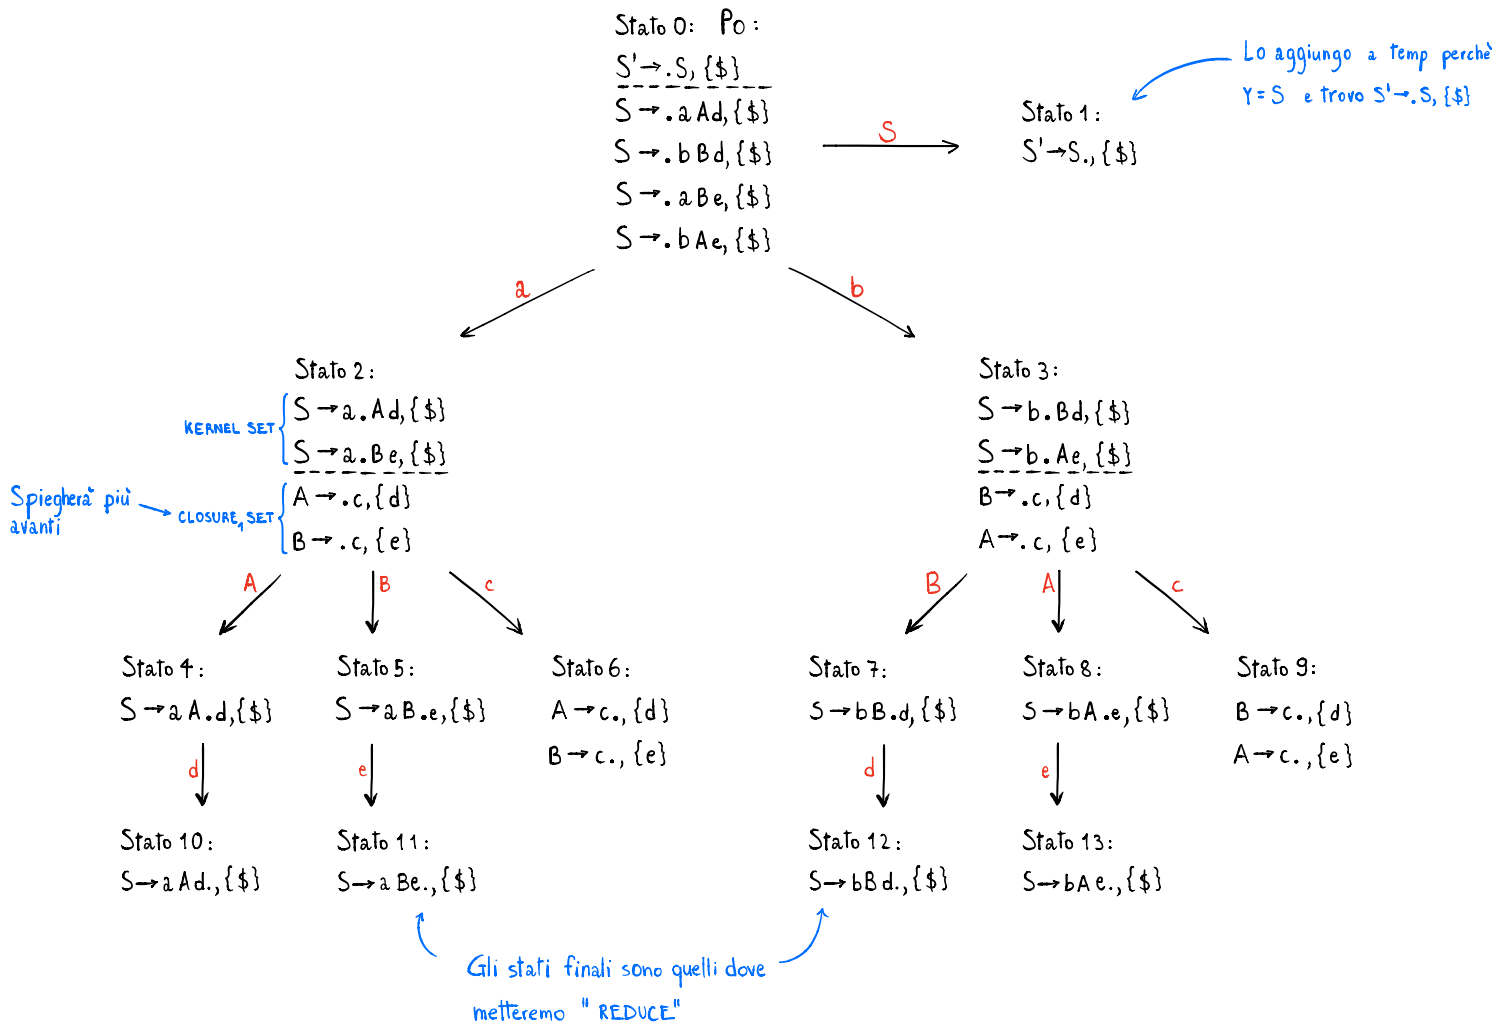 Stato 0: P0:
S'→.S,{$}
S→.aAd,{$}
S→.bBd,{$}
S→.aBe,{$}
S→.bAe,{$}
S
Lo aggiungo a temp perchè
Y=S e trovo S'→.S,{$}
Stato 1:
S'→S.,{$}
a
b
Stato 2:
KERNEL SET
S→a.Ad,{$}
S→a.Be,{$}
Spiegherà più
avanti
CLOSURE1 SET
A→.c,{d}
B→.c,{e}
Stato 3:
S→b.Bd,{$}
S→b.Ae,{$}
B→.c,{d}
A→.c,{e}
A
B
c
B
A
c
Stato 4:
S→aA.d,{$}
Stato 5:
S→aB.e,{$}
Stato 6:
A→c.,{d}
B→c.,{e}
Stato 7:
S→bB.d,{$}
Stato 8:
S→bA.e,{$}
Stato 9:
B→c.,{d}
A→c.,{e}
d
e
d
e
Stato 10:
S→aAd.,{$}
Stato 11:
S→aBe.,{$}
Stato 12:
S→bBd.,{$}
Stato 13:
S→bAe.,{$}
Gli stati finali sono quelli dove
metteremo "REDUCE"